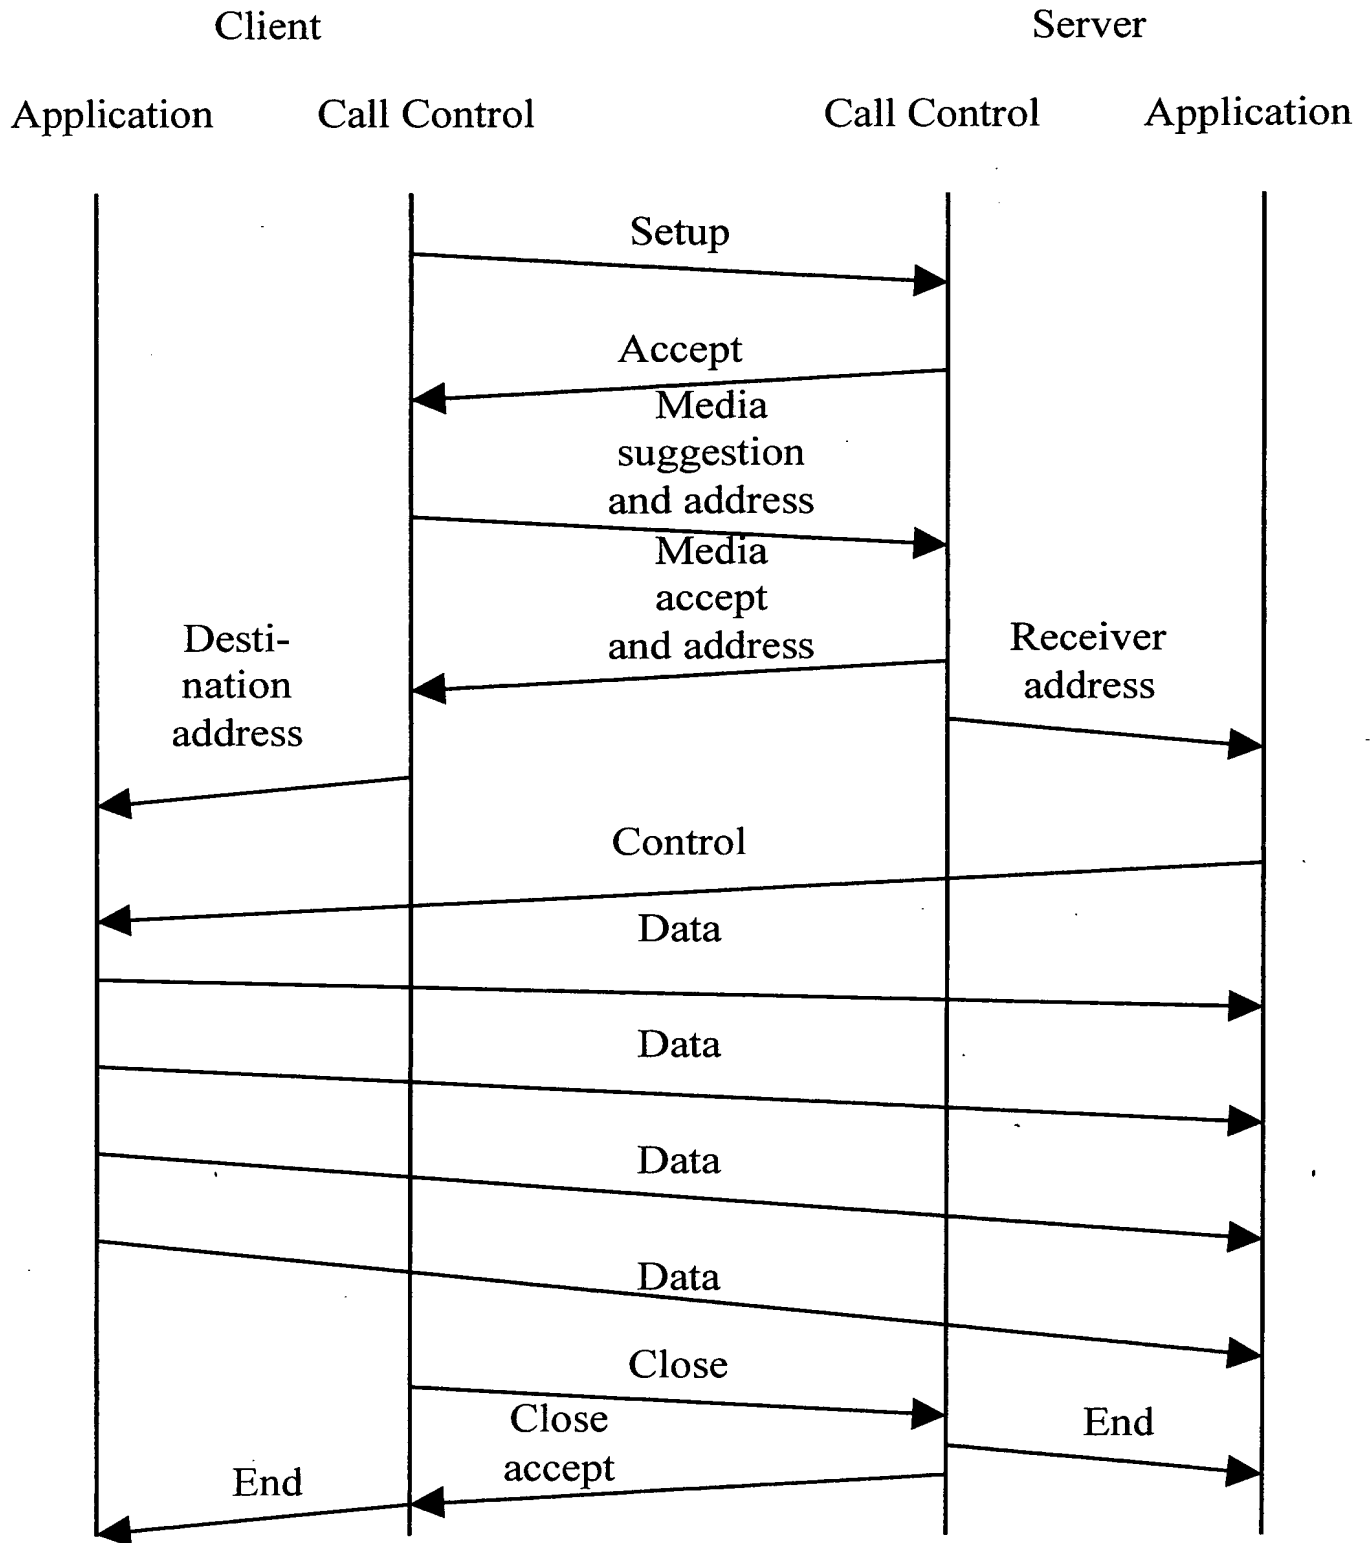 Client
Server
Application
Call Control
Call Control
Application
Setup
Accept
Media
suggestion
and address
Media
accept
and address
Desti-
nation
address
Receiver
address
Control
Data
Data
Data
Data
Close
Close
accept
End
End